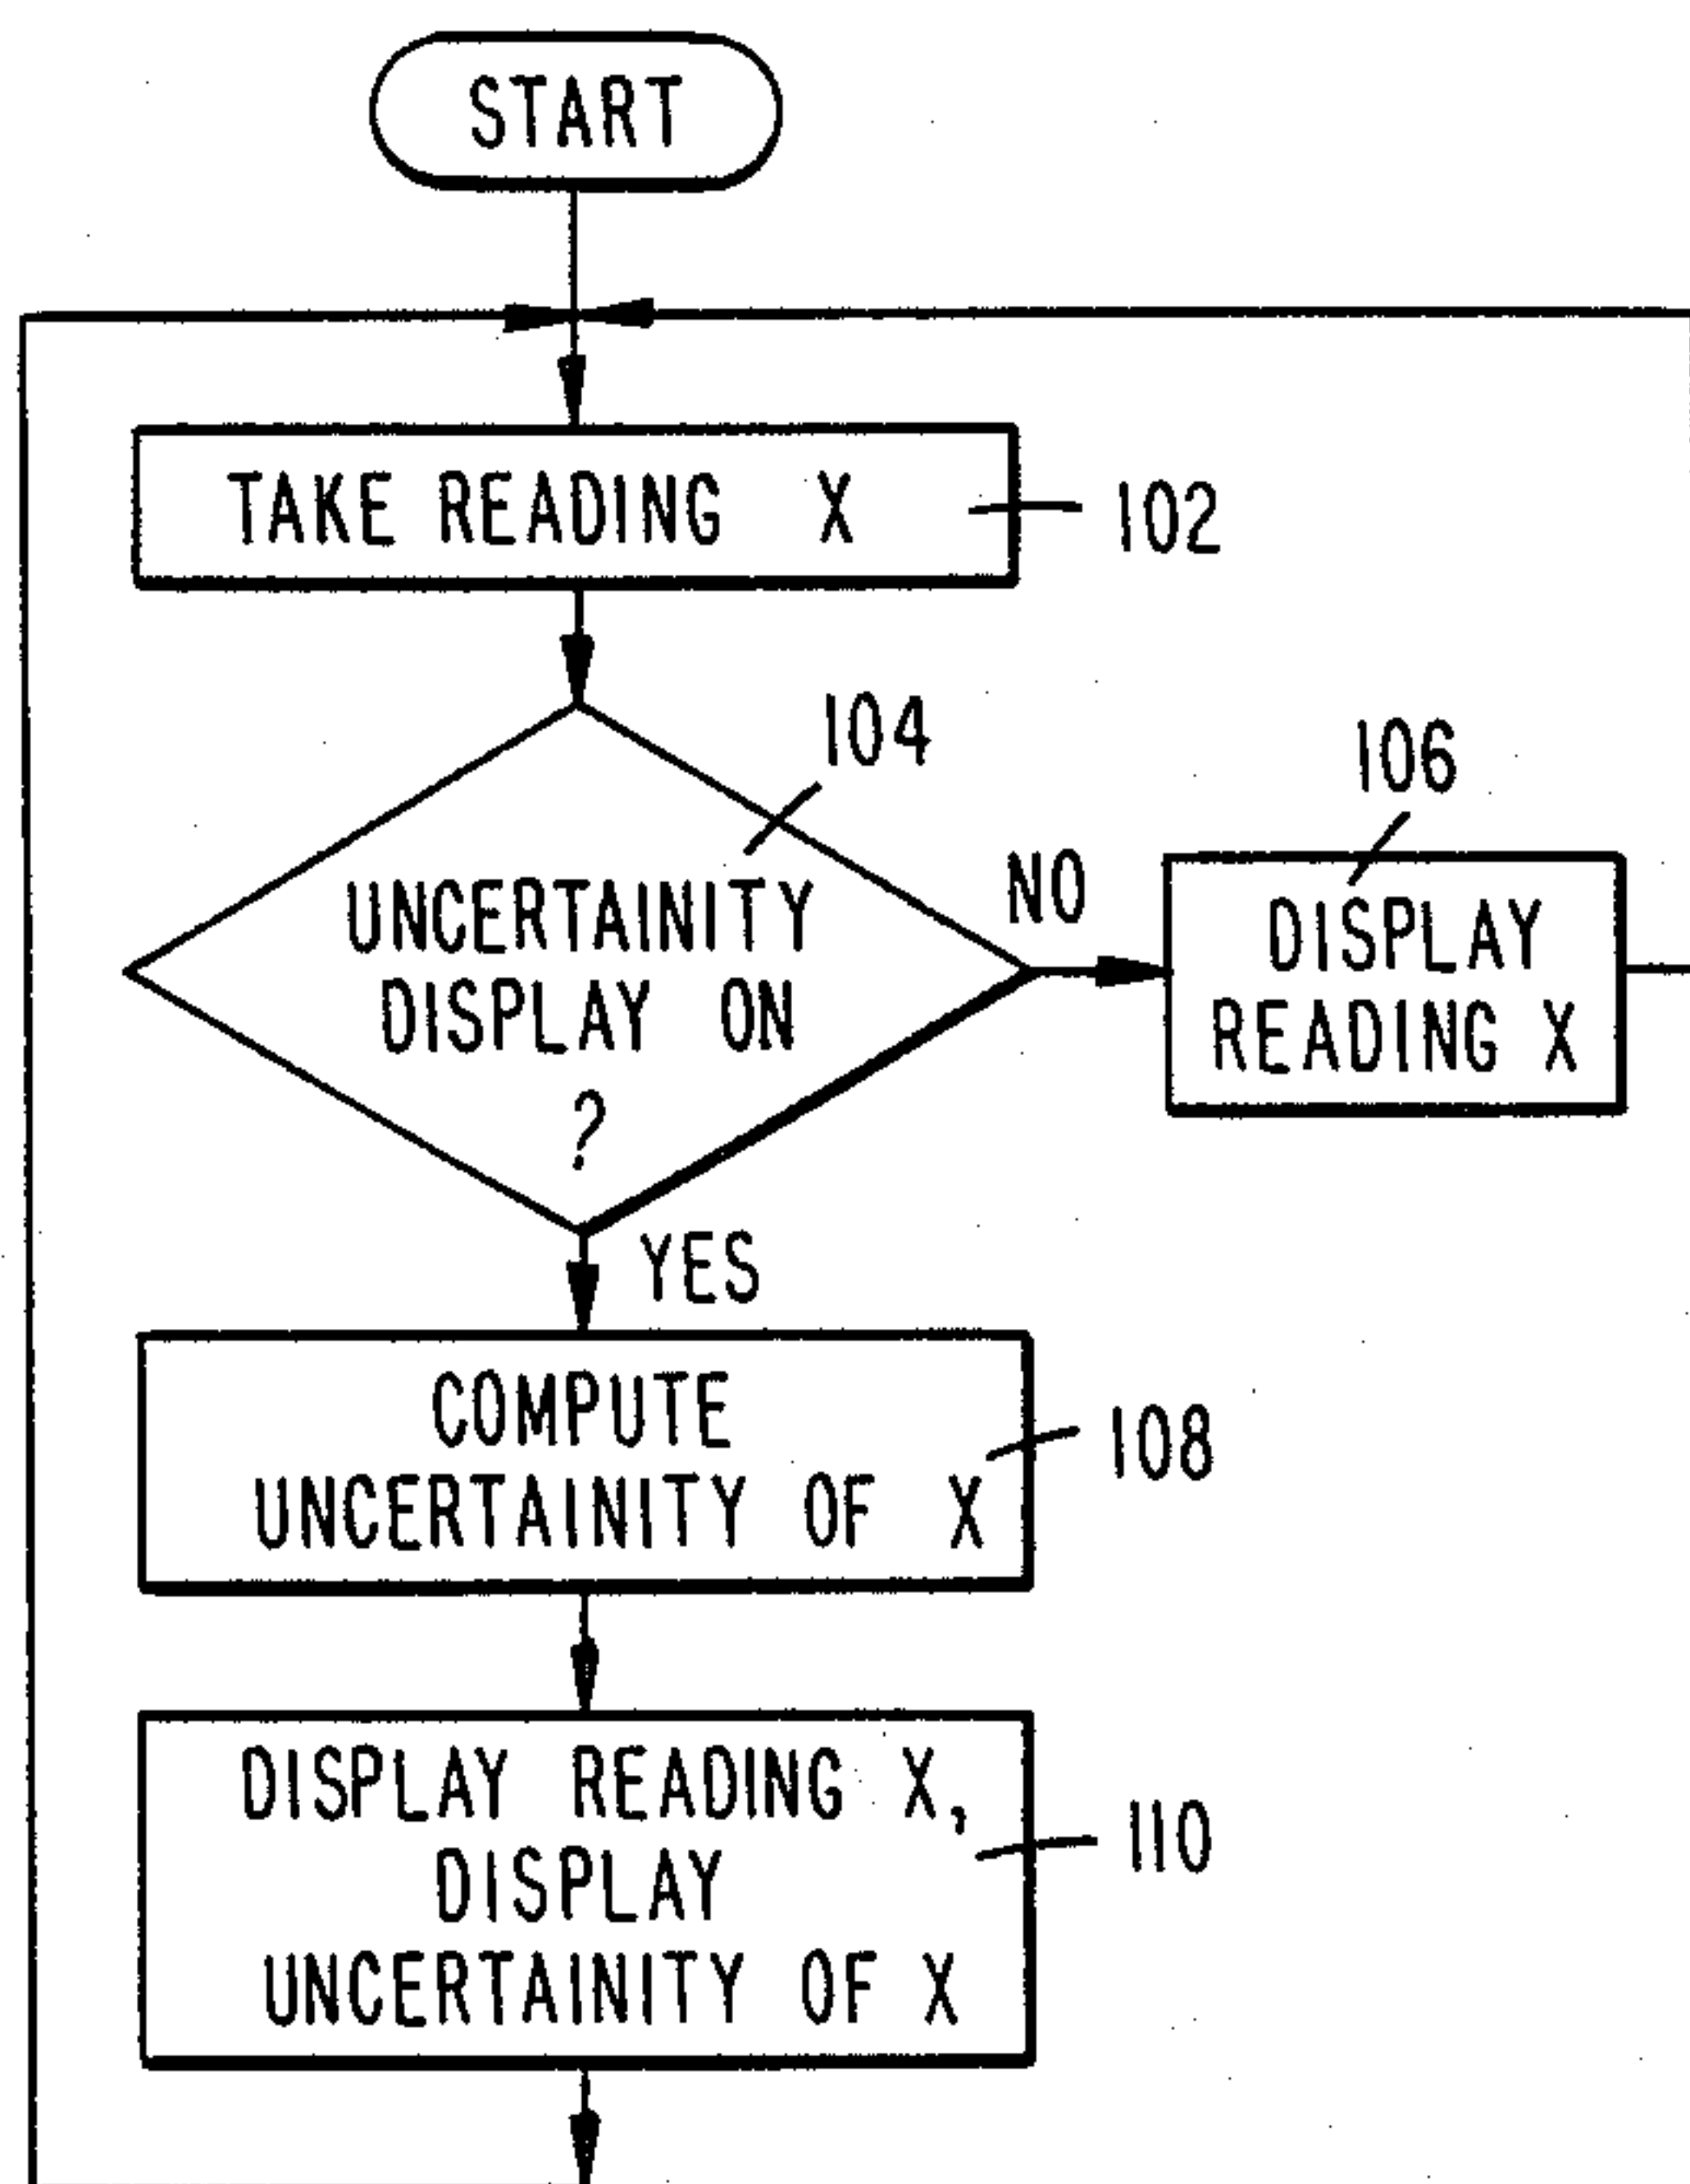 START
TAKE READING X
102
104
UNCERTAINITY
DISPLAY ON
?
NO
106
DISPLAY
READING X
YES
COMPUTE
UNCERTAINITY OF X
108
DISPLAY READING X,
DISPLAY
UNCERTAINITY OF X
110